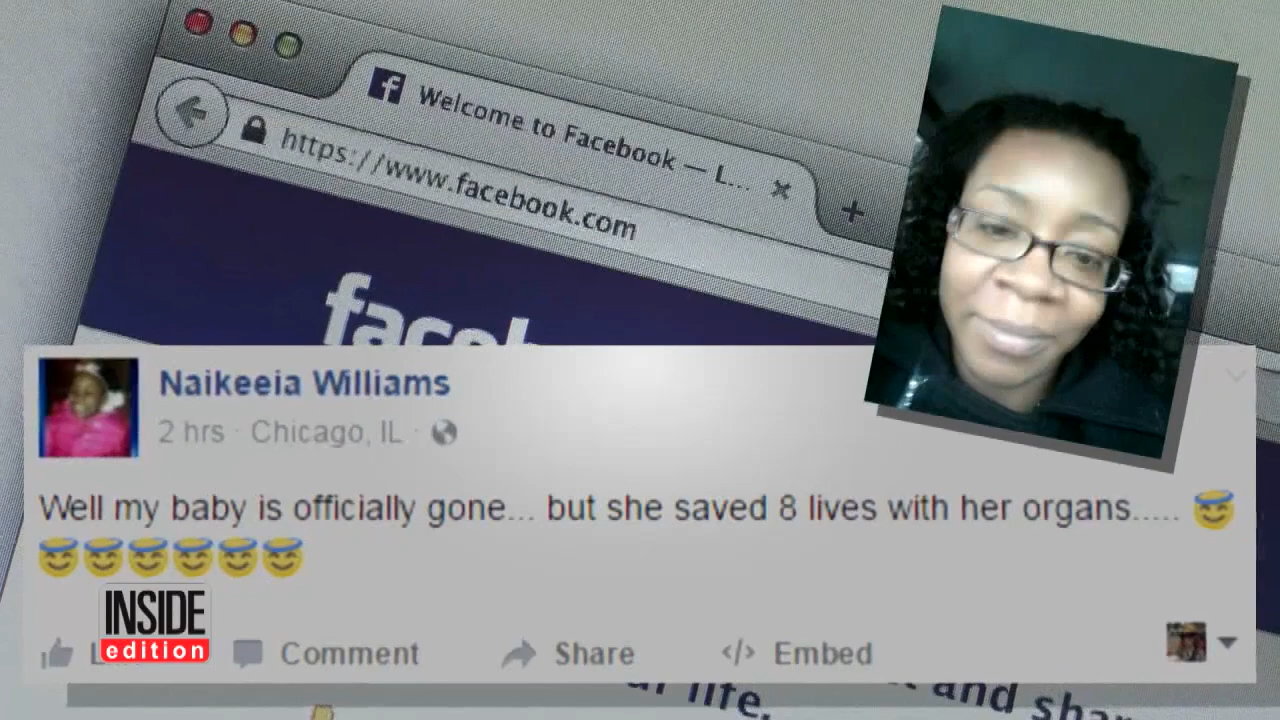 Welcome to Facebook — L...
https://www.facebook.com
faceb
Naikeeia Williams
2 hrs · Chicago, IL ·
Well my baby is officially gone... but she saved 8 lives with her organs..... 😇
😇😇😇😇😇😇
INSIDE
edition
Comment
Share
</> Embed
life,
and